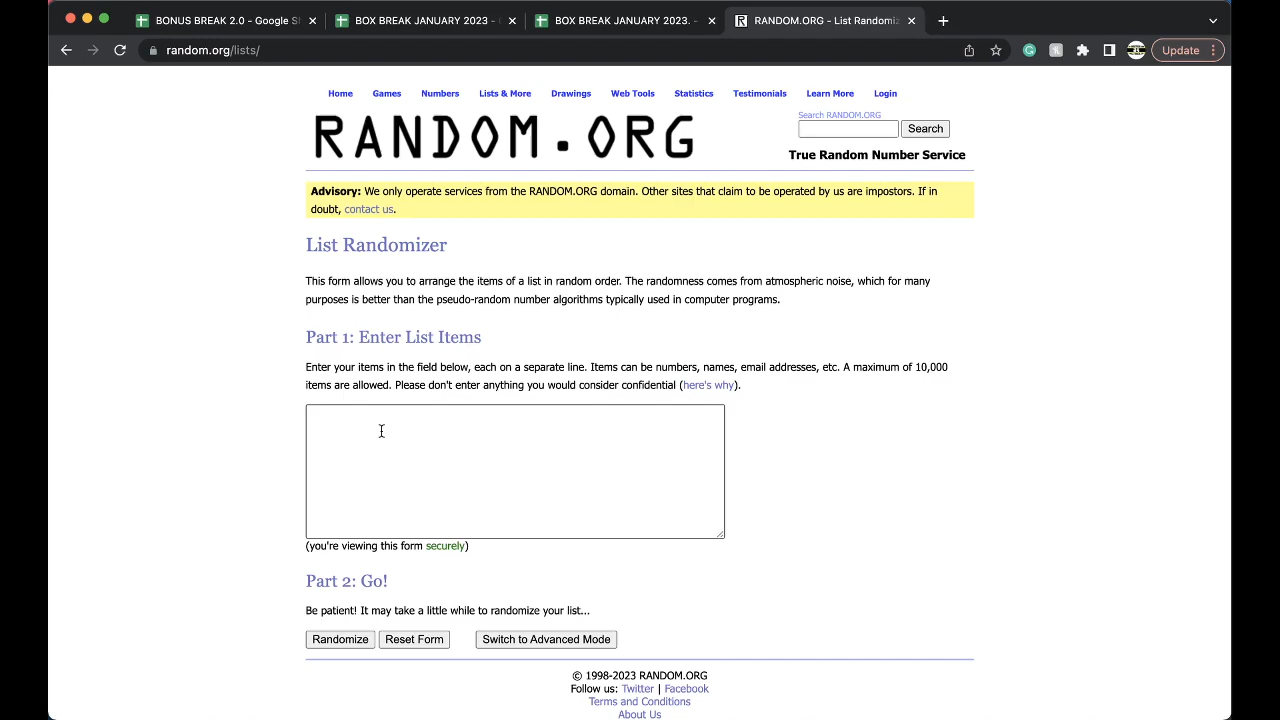 BONUS BREAK 2.0 - Google Sh
BOX BREAK JANUARY 2023 - G
BOX BREAK JANUARY 2023. -
RANDOM.ORG - List Randomiz
random.org/lists/
Update
Home Games Numbers Lists & More Drawings Web Tools Statistics Testimonials Learn More Login
Search RANDOM.ORG
RANDOM.ORG
Search
True Random Number Service
Advisory: We only operate services from the RANDOM.ORG domain. Other sites that claim to be operated by us are impostors. If in
doubt, contact us.
List Randomizer
This form allows you to arrange the items of a list in random order. The randomness comes from atmospheric noise, which for many
purposes is better than the pseudo-random number algorithms typically used in computer programs.
Part 1: Enter List Items
Enter your items in the field below, each on a separate line. Items can be numbers, names, email addresses, etc. A maximum of 10,000
items are allowed. Please don't enter anything you would consider confidential (here's why).
(you're viewing this form securely)
Part 2: Go!
Be patient! It may take a little while to randomize your list...
Randomize Reset Form Switch to Advanced Mode
© 1998-2023 RANDOM.ORG
Follow us: Twitter | Facebook
Terms and Conditions
About Us